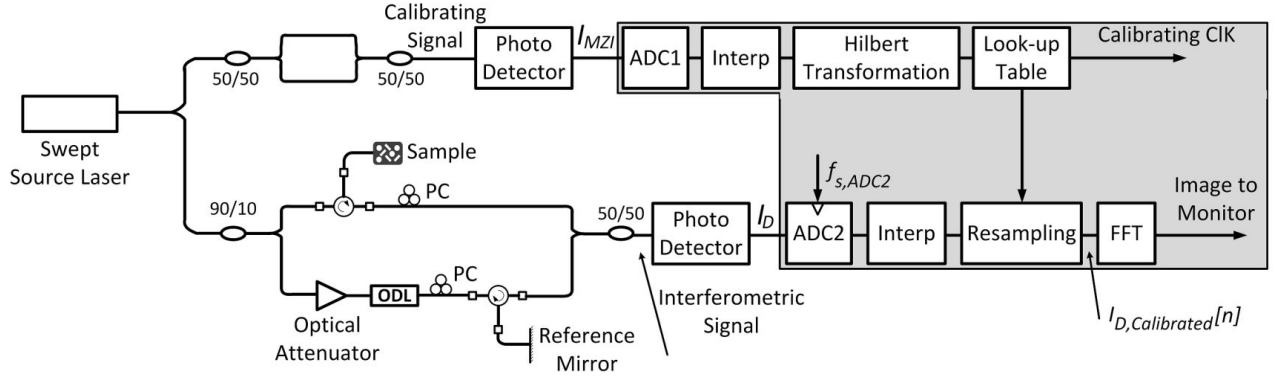 Calibrating
Signal
50/50
50/50
Photo
Detector
I_MZI
ADC1
Interp
Hilbert
Transformation
Look-up
Table
Calibrating ClK
Swept
Source Laser
Sample
PC
90/10
f_s,ADC2
50/50
Photo
Detector
I_D
ADC2
Interp
Resampling
FFT
Image to
Monitor
PC
ODL
Optical
Attenuator
Reference
Mirror
Interferometric
Signal
I_D,Calibrated[n]